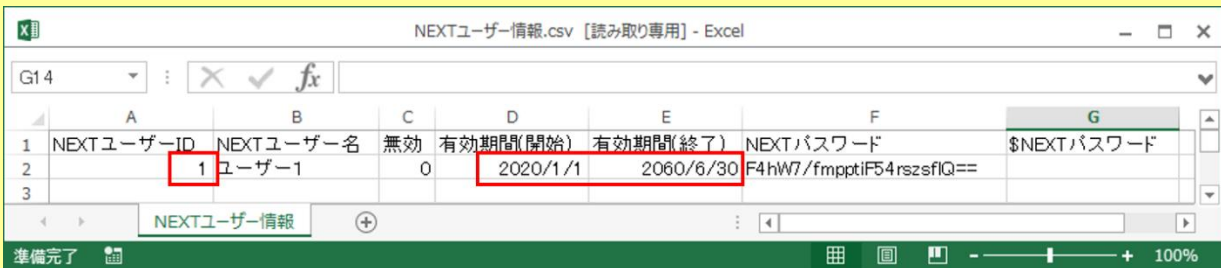 NEXTユーザー情報.csv [読み取り専用] - Excel
G14 fx
A B C D E F G
1 NEXTユーザーID NEXTユーザー名 無効 有効期間(開始) 有効期間(終了) NEXTパスワード $NEXTパスワード
2 1 ユーザー1 0 2020/1/1 2060/6/30 F4hW7/fmpptiF54rszsflQ==
3
NEXTユーザー情報
準備完了 100%